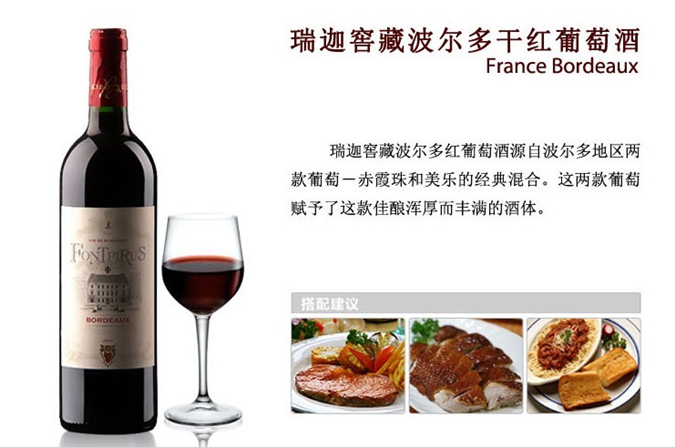 瑞迦窖藏波尔多干红葡萄酒
France Bordeaux
瑞迦窖藏波尔多红葡萄酒源自波尔多地区两
款葡萄－赤霞珠和美乐的经典混合。这两款葡萄
赋予了这款佳酿浑厚而丰满的酒体。
VIN DE BORDEAUX
FONTPIRUS
BORDEAUX
搭配建议